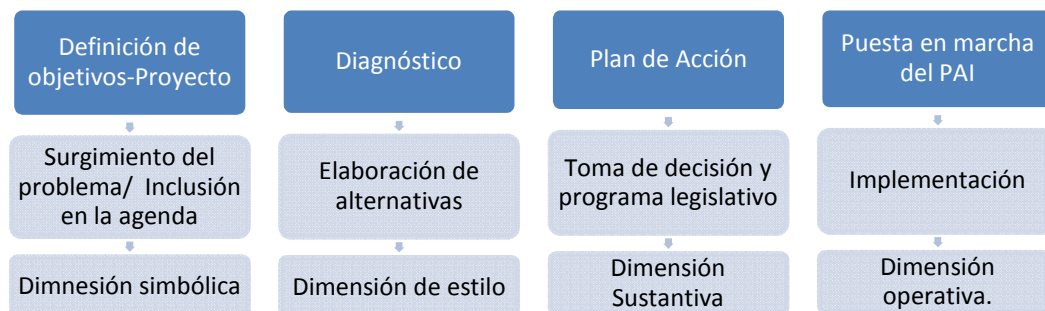 Definición de
objetivos-Proyecto
Surgimiento del
problema/ Inclusión
en la agenda
Dimnesión simbólica
Diagnóstico
Elaboración de
alternativas
Dimensión de estilo
Plan de Acción
Toma de decisión y
programa legislativo
Dimensión
Sustantiva
Puesta en marcha
del PAI
Implementación
Dimensión
operativa.